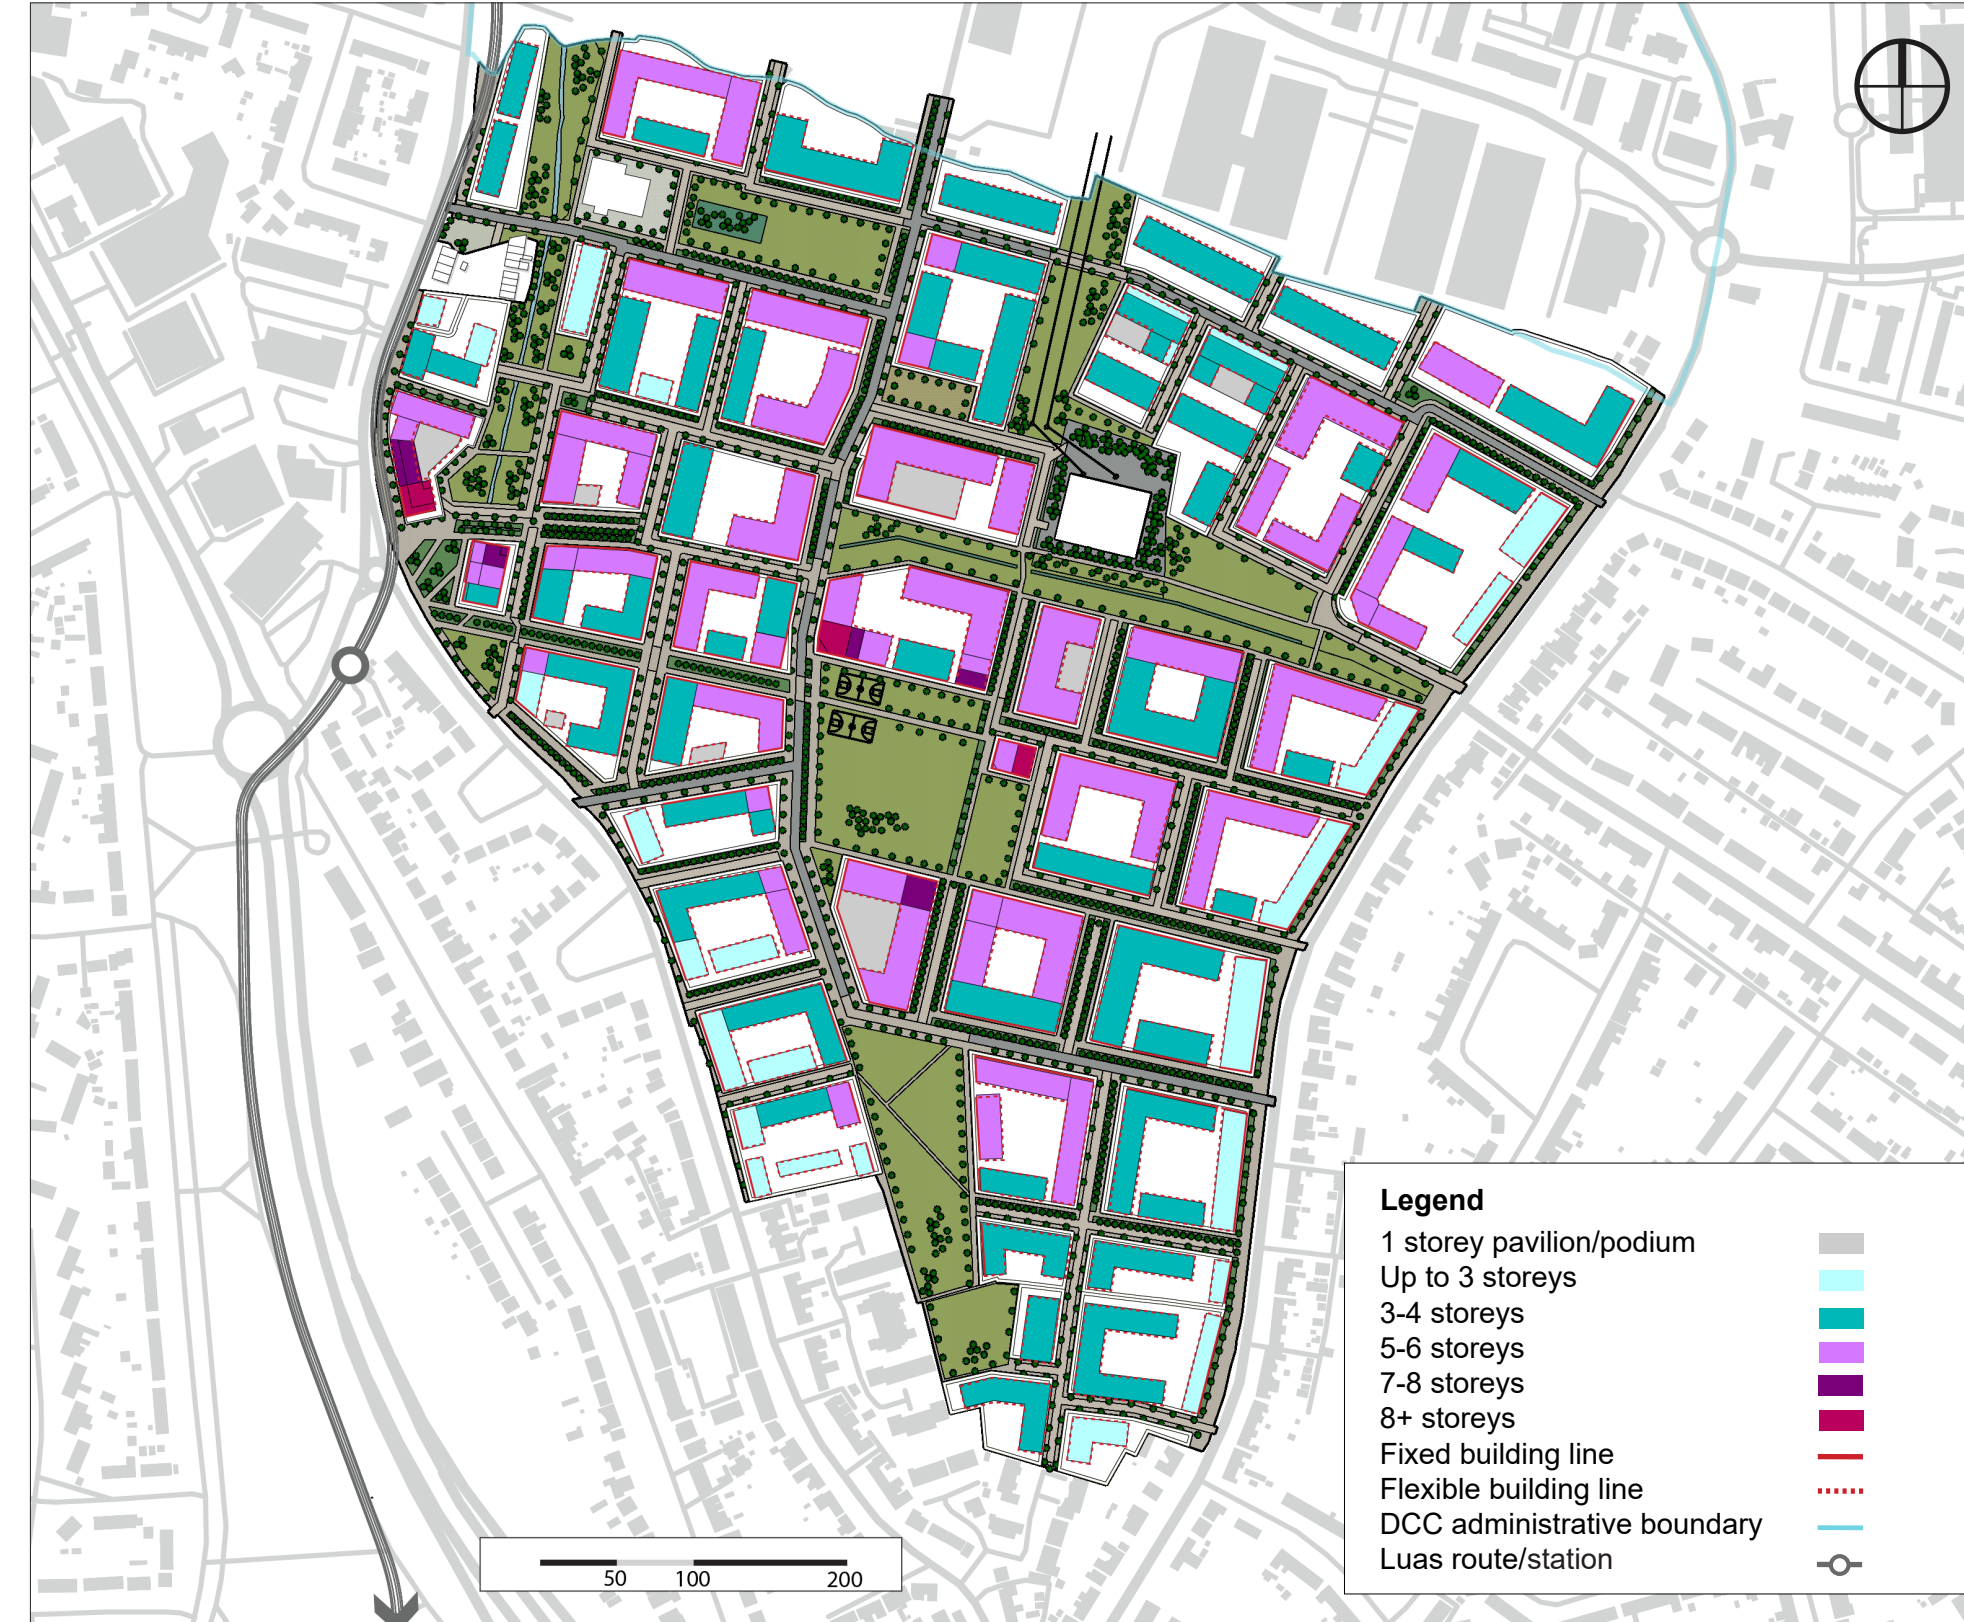 Legend
1 storey pavilion/podium
Up to 3 storeys
3-4 storeys
5-6 storeys
7-8 storeys
8+ storeys
Fixed building line
Flexible building line
DCC administrative boundary
Luas route/station
50 100 200